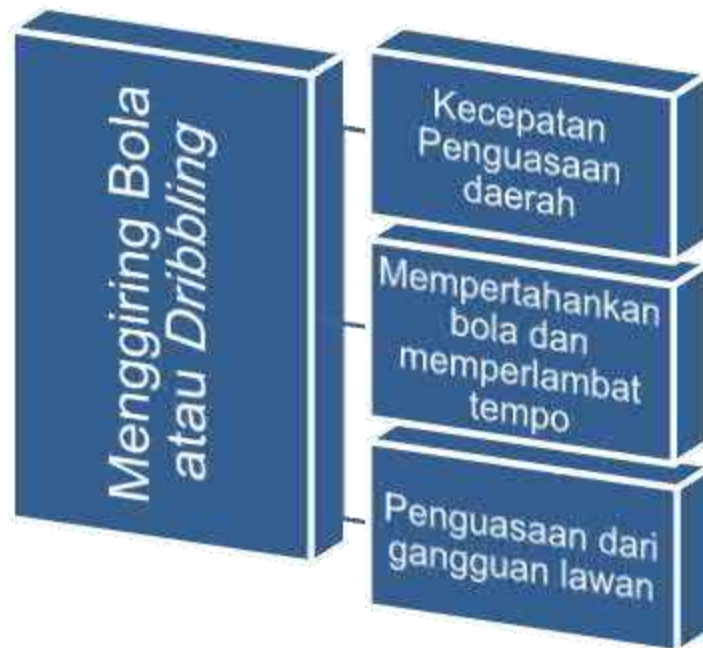 Menggiring Bola
atau Dribbling
Kecepatan
Penguasaan
daerah
Mempertahankan
bola dan
memperlambat
tempo
Penguasaan dari
gangguan lawan